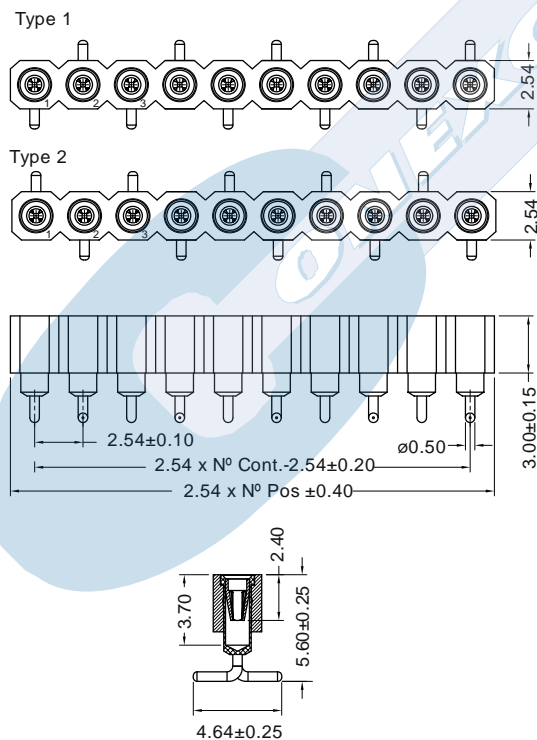 Type 1
1 2 3
2.54
Type 2
1 2 3
2.54
CONEXCO
2.54±0.10
ø0.50
3.00±0.15
2.54 x Nº Cont.-2.54±0.20
2.54 x Nº Pos ±0.40
2.40
3.70
5.60±0.25
4.64±0.25